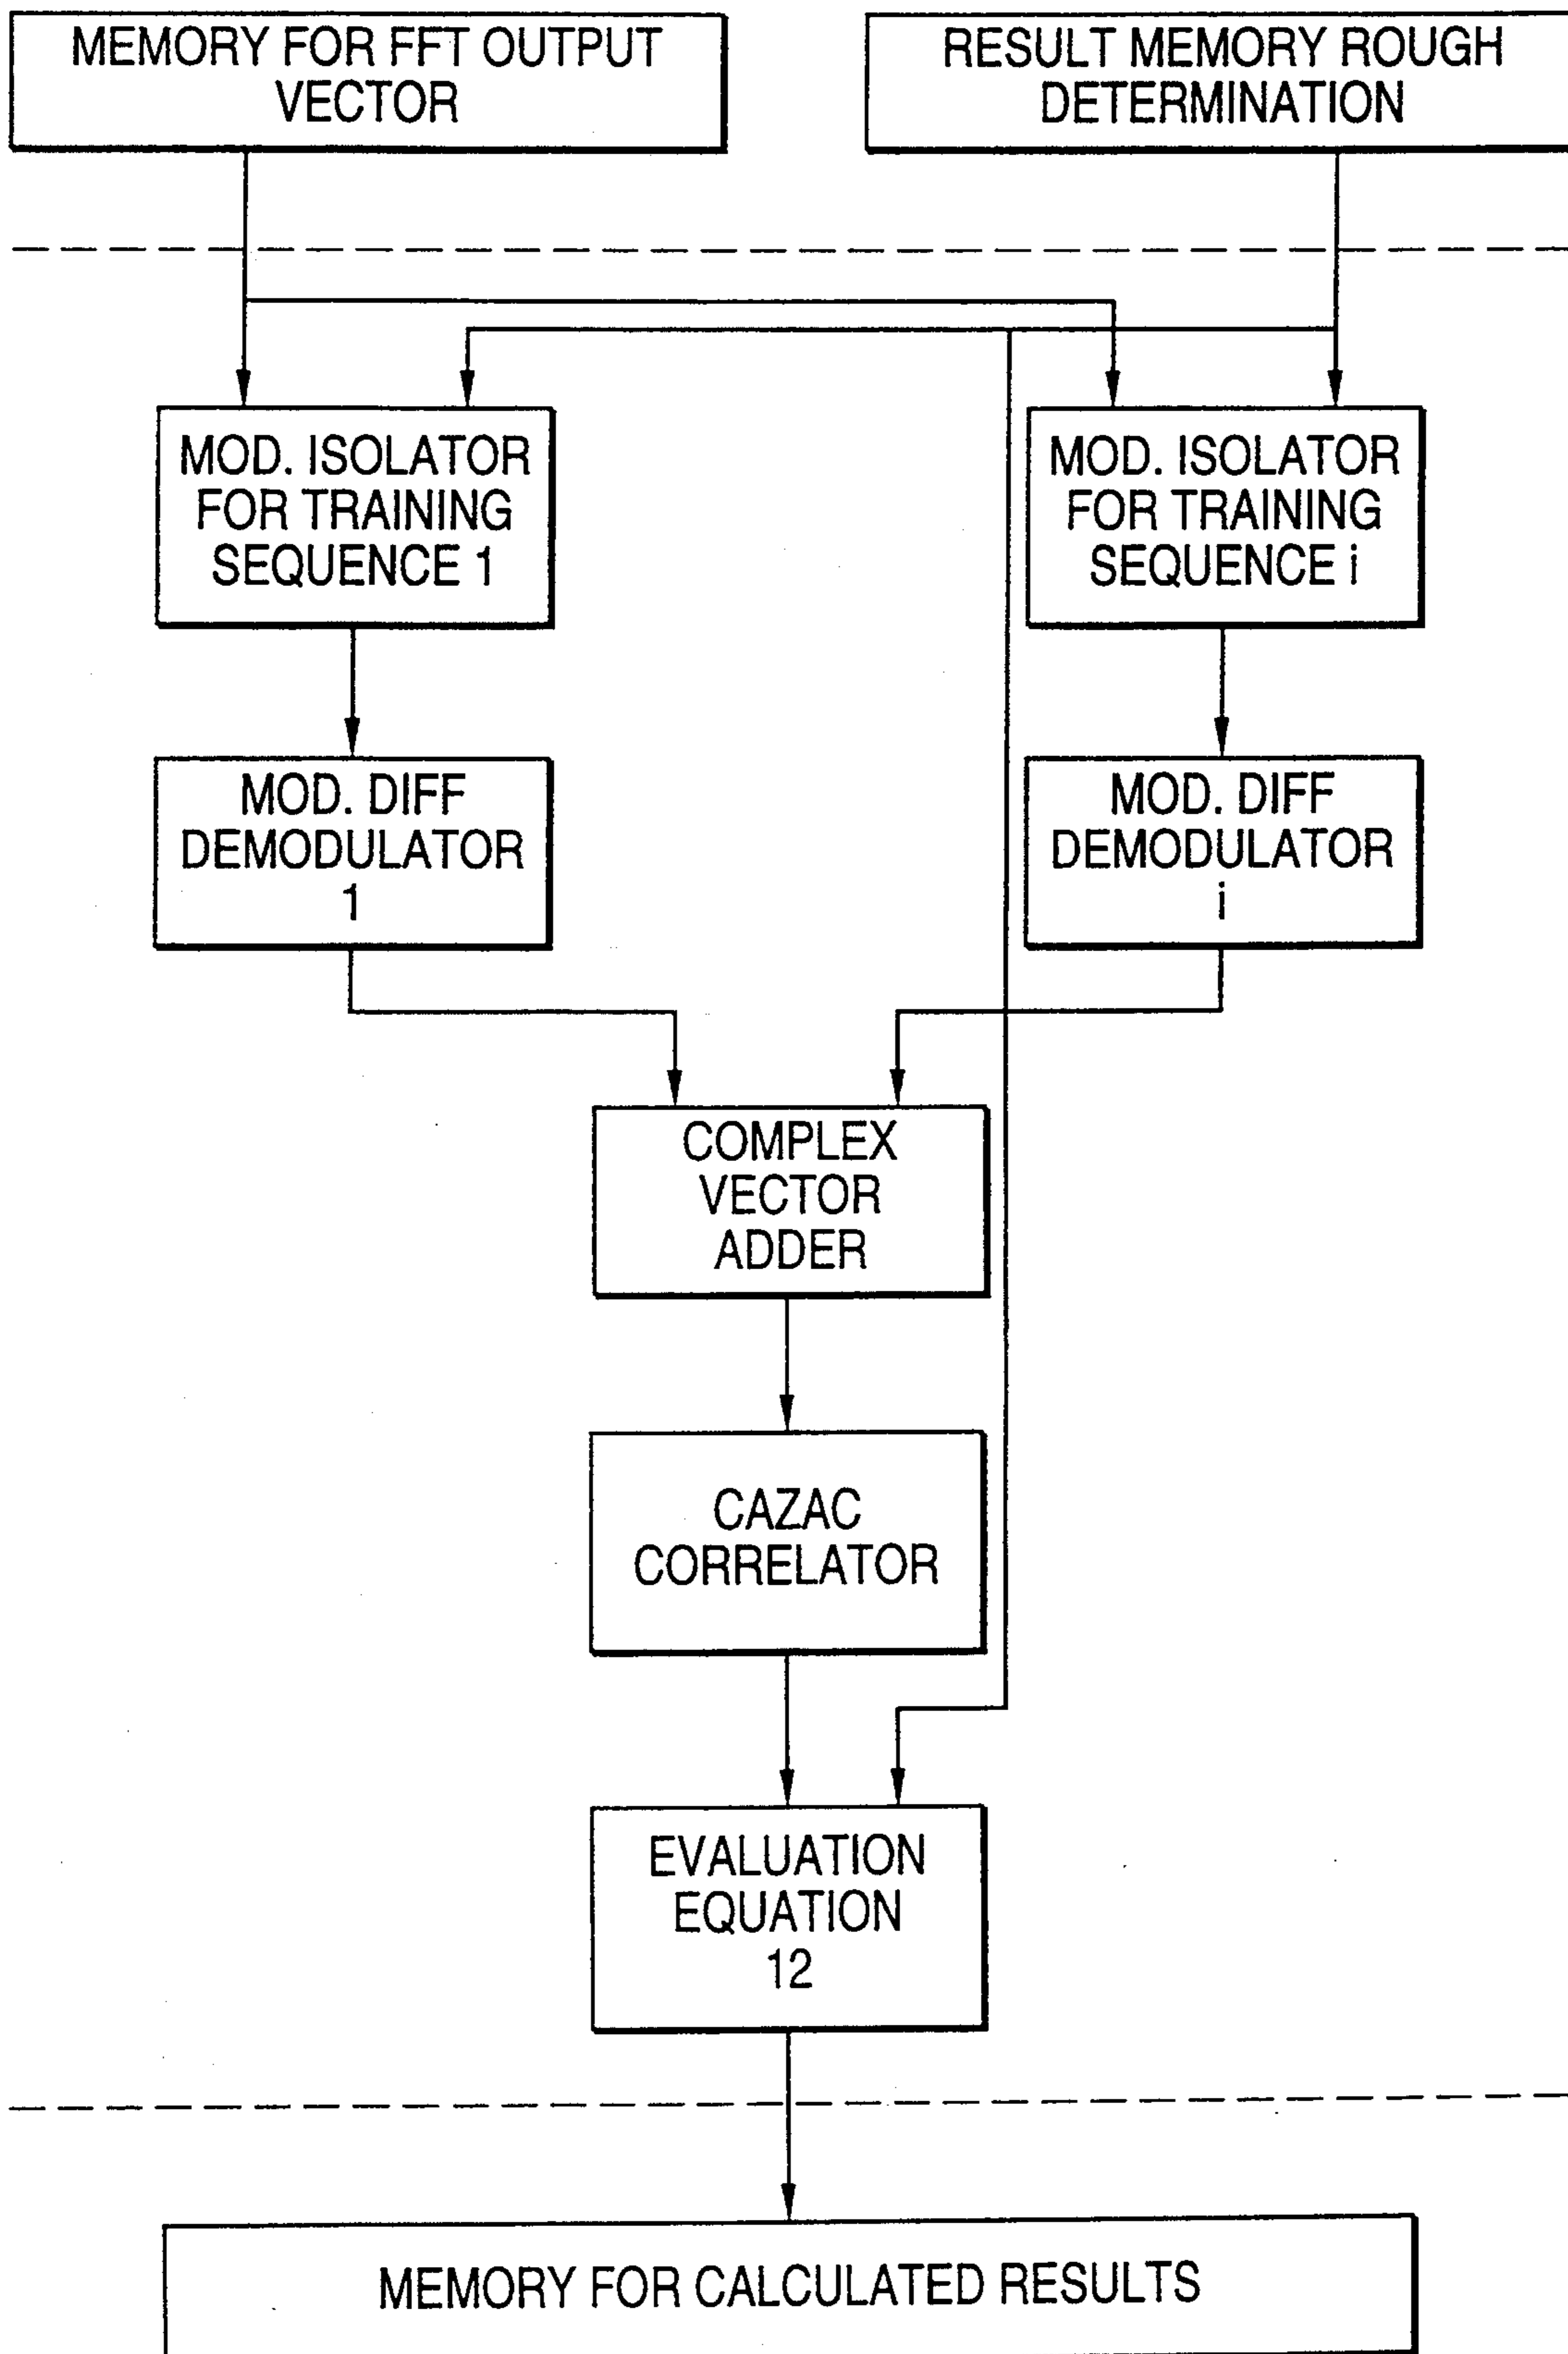 MEMORY FOR FFT OUTPUT
VECTOR
RESULT MEMORY ROUGH
DETERMINATION
MOD. ISOLATOR
FOR TRAINING
SEQUENCE 1
MOD. ISOLATOR
FOR TRAINING
SEQUENCE i
MOD. DIFF
DEMODULATOR
1
MOD. DIFF
DEMODULATOR
i
COMPLEX
VECTOR
ADDER
CAZAC
CORRELATOR
EVALUATION
EQUATION
12
MEMORY FOR CALCULATED RESULTS